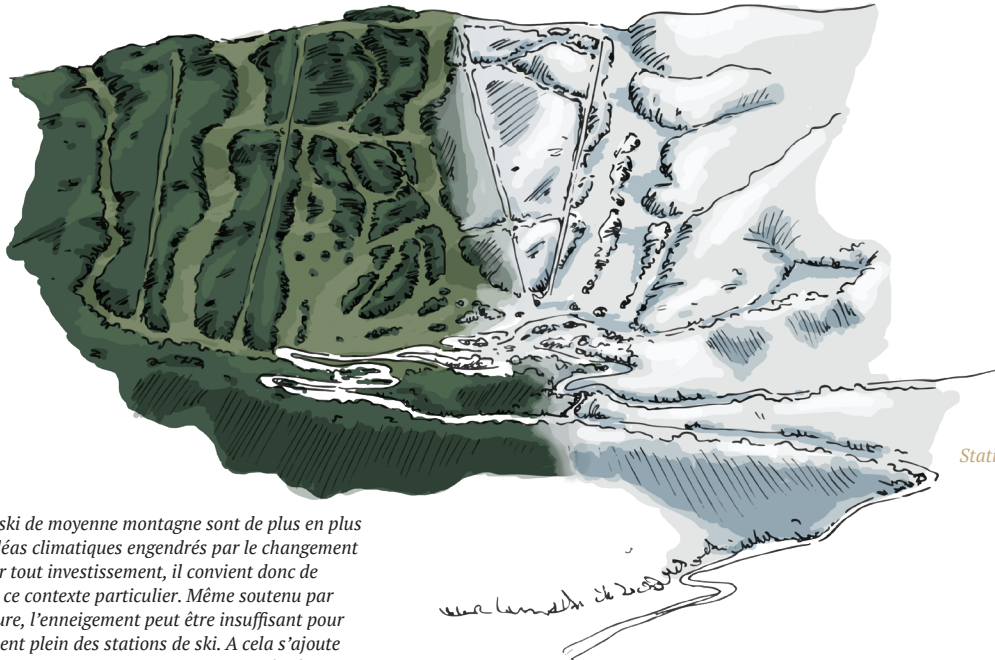 Stati
ski de moyenne montagne sont de plus en plus
léas climatiques engendrés par le changement
r tout investissement, il convient donc de
ce contexte particulier. Même soutenu par
ure, l'enneigement peut être insuffisant pour
ent plein des stations de ski. A cela s'ajoute